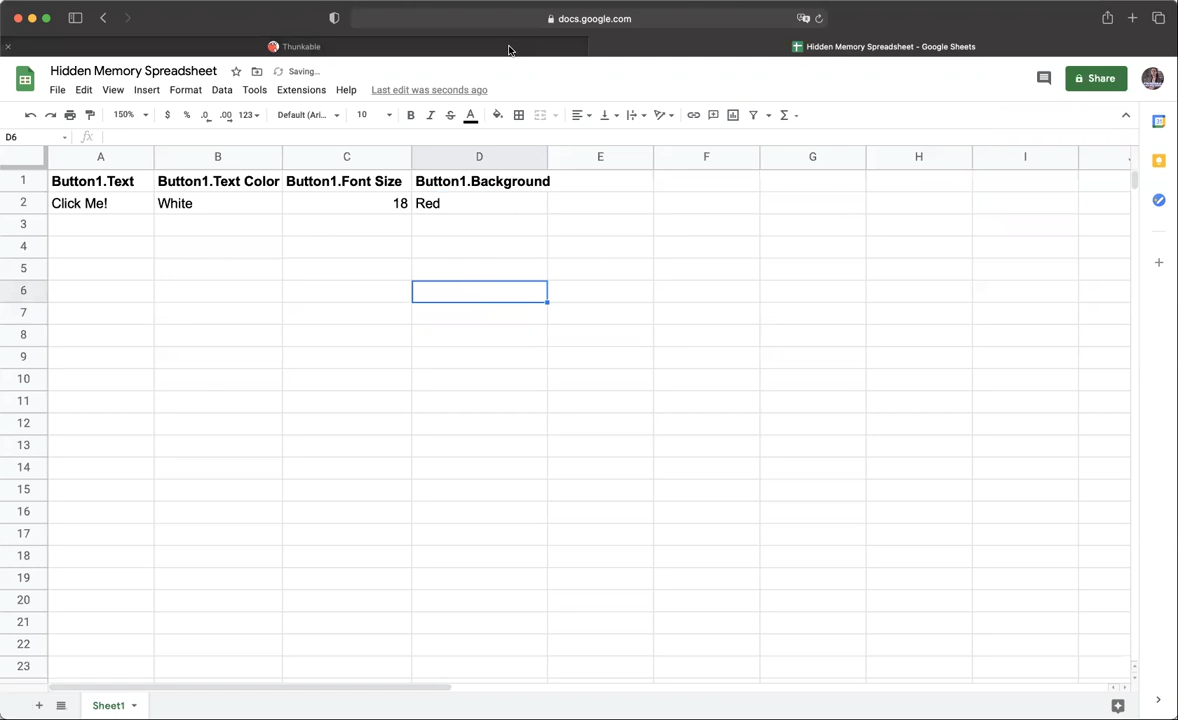 docs.google.com
Thunkable
Hidden Memory Spreadsheet - Google Sheets
Hidden Memory Spreadsheet
Saving...
Share
File Edit View Insert Format Data Tools Extensions Help Last edit was seconds ago
150% $ % .0 .00 123 Default (Ari... 10 B I S A
D6 fx
A B C D E F G H I
1 Button1.Text Button1.Text Color Button1.Font Size Button1.Background
2 Click Me! White 18 Red
3
4
5
6
7
8
9
10
11
12
13
14
15
16
17
18
19
20
21
22
23
Sheet1